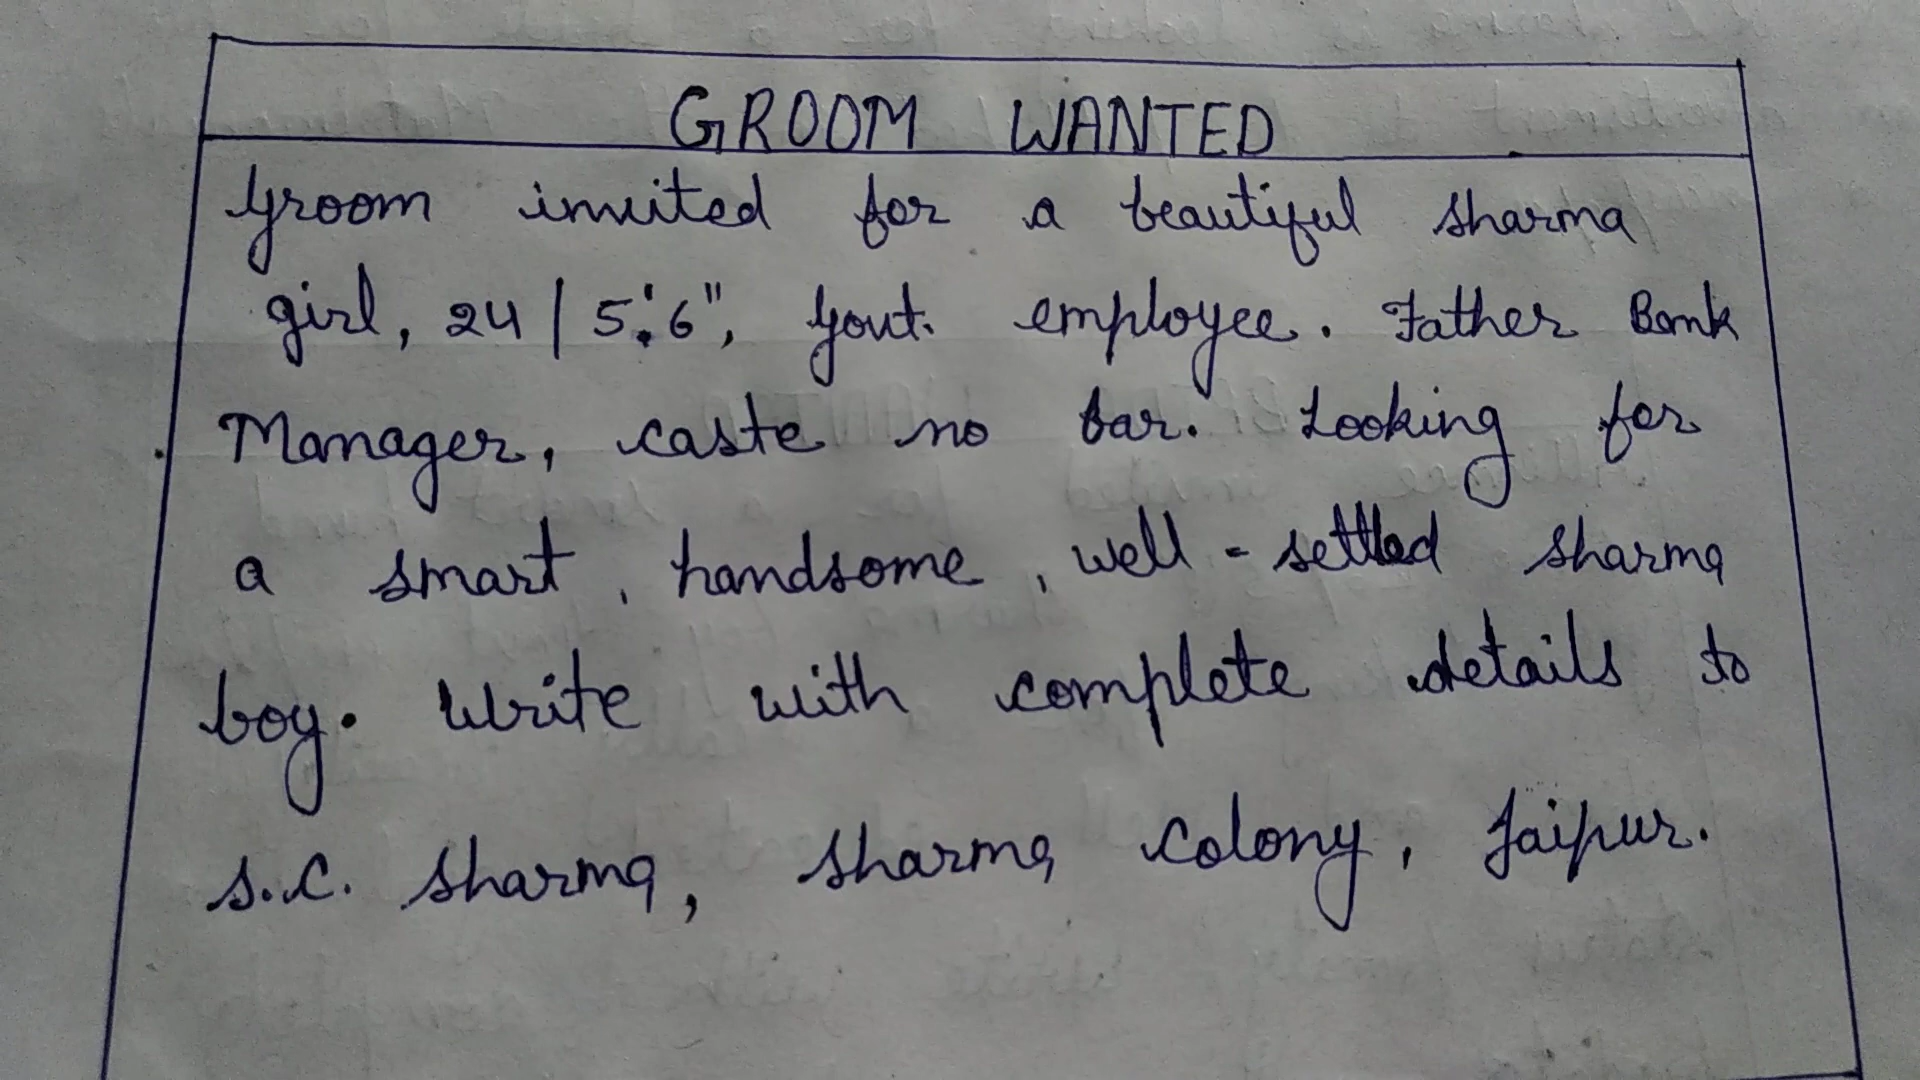 GROOM WANTED
Groom invited for a beautiful Sharma
girl, 24 / 5'.6", Govt. employee. Father Bank
Manager, caste no bar. Looking for
a smart, handsome, well-settled Sharma
boy. Write with complete details to
S.C. Sharma, Sharma Colony, Jaipur.